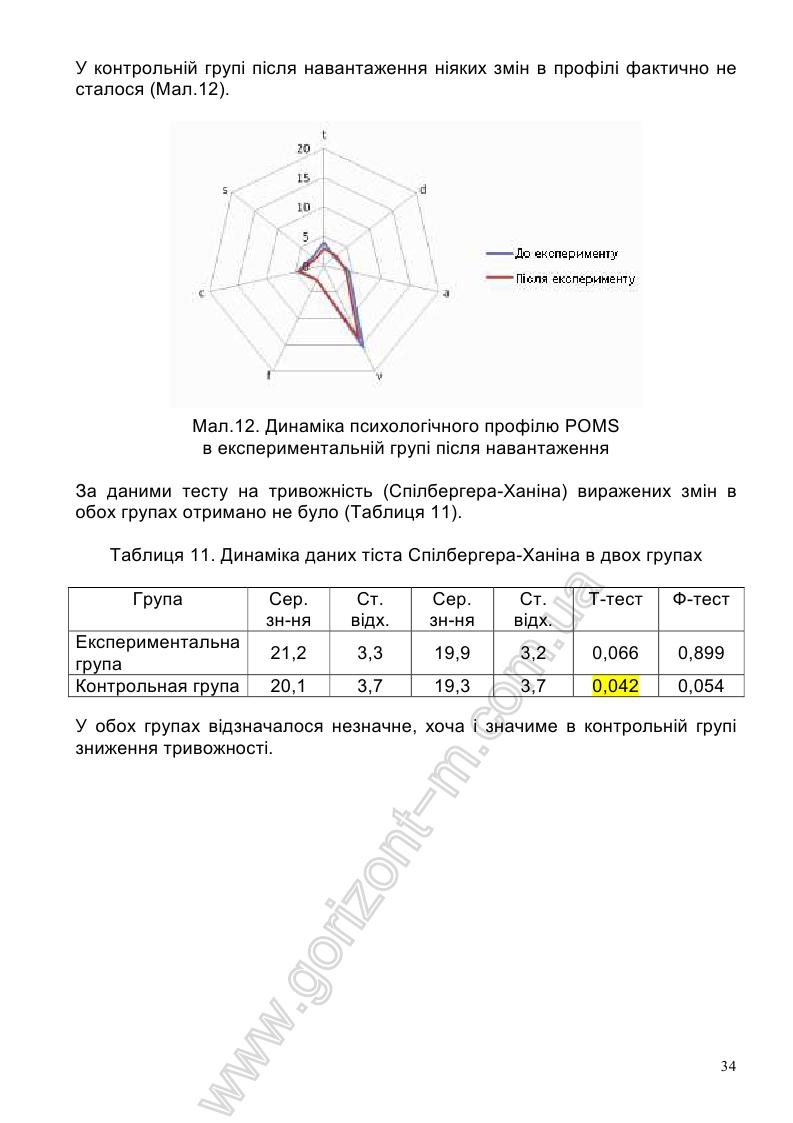 У контрольній групі після навантаження ніяких змін в профілі фактично не
сталося (Мал.12).
t
20
15
10
5
0
s
d
c
a
f
v
До експерименту
Після експерименту
Мал.12. Динаміка психологічного профілю POMS
в експериментальній групі після навантаження
За даними тесту на тривожність (Спілбергера-Ханіна) виражених змін в
обох групах отримано не було (Таблиця 11).
Таблиця 11. Динаміка даних тіста Спілбергера-Ханіна в двох групах
Група Сер. Ст. Сер. Ст. Т-тест Ф-тест
зн-ня відх. зн-ня відх.
Експериментальна
група 21,2 3,3 19,9 3,2 0,066 0,899
Контрольная група 20,1 3,7 19,3 3,7 0,042 0,054
У обох групах відзначалося незначне, хоча і значиме в контрольній групі
зниження тривожності.
www.gorizont-m.com.ua
34